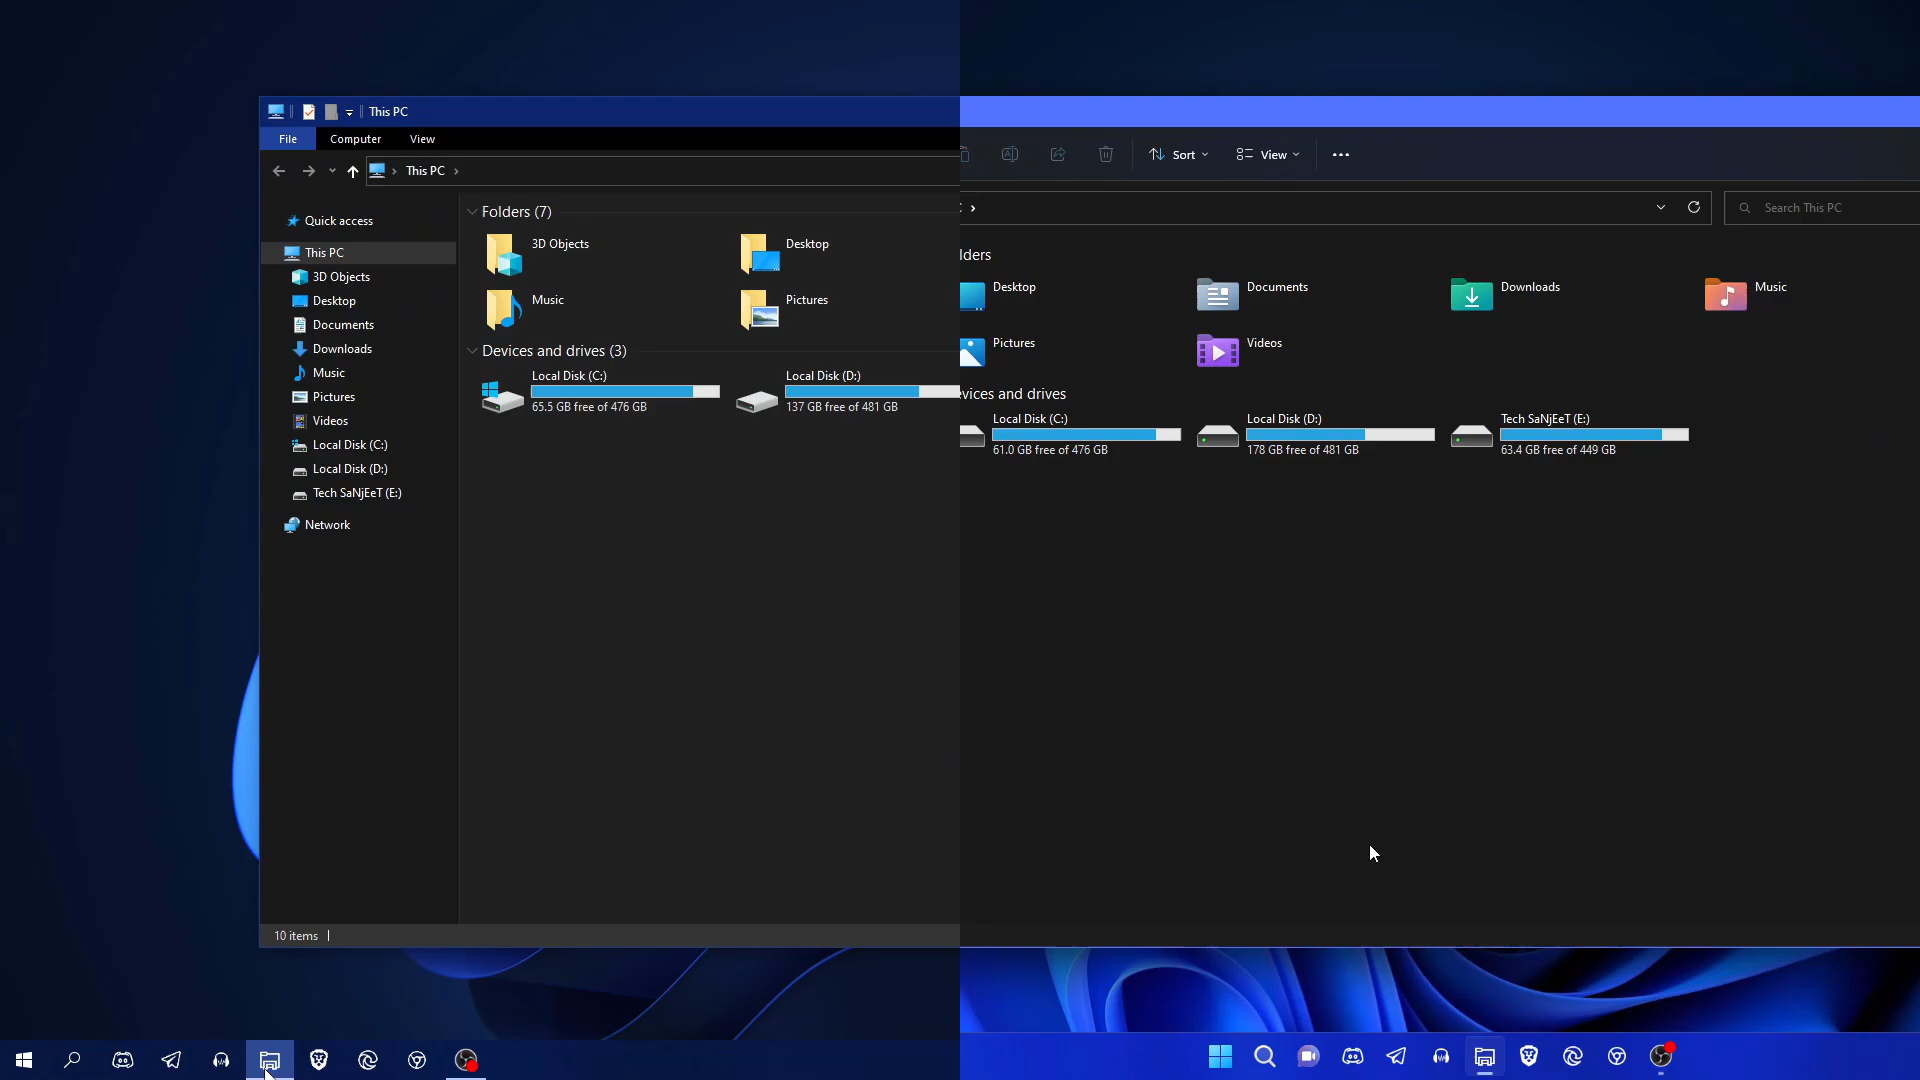 This PC
File Computer View
This PC
Quick access
This PC
3D Objects
Desktop
Documents
Downloads
Music
Pictures
Videos
Local Disk (C:)
Local Disk (D:)
Tech SaNjEeT (E:)
Network
Folders (7)
3D Objects
Desktop
Music
Pictures
Devices and drives (3)
Local Disk (C:)
65.5 GB free of 476 GB
Local Disk (D:)
137 GB free of 481 GB
10 items
Sort View
Search This PC
lders
Desktop
Documents
Downloads
Music
Pictures
Videos
vices and drives
Local Disk (C:)
61.0 GB free of 476 GB
Local Disk (D:)
178 GB free of 481 GB
Tech SaNjEeT (E:)
63.4 GB free of 449 GB